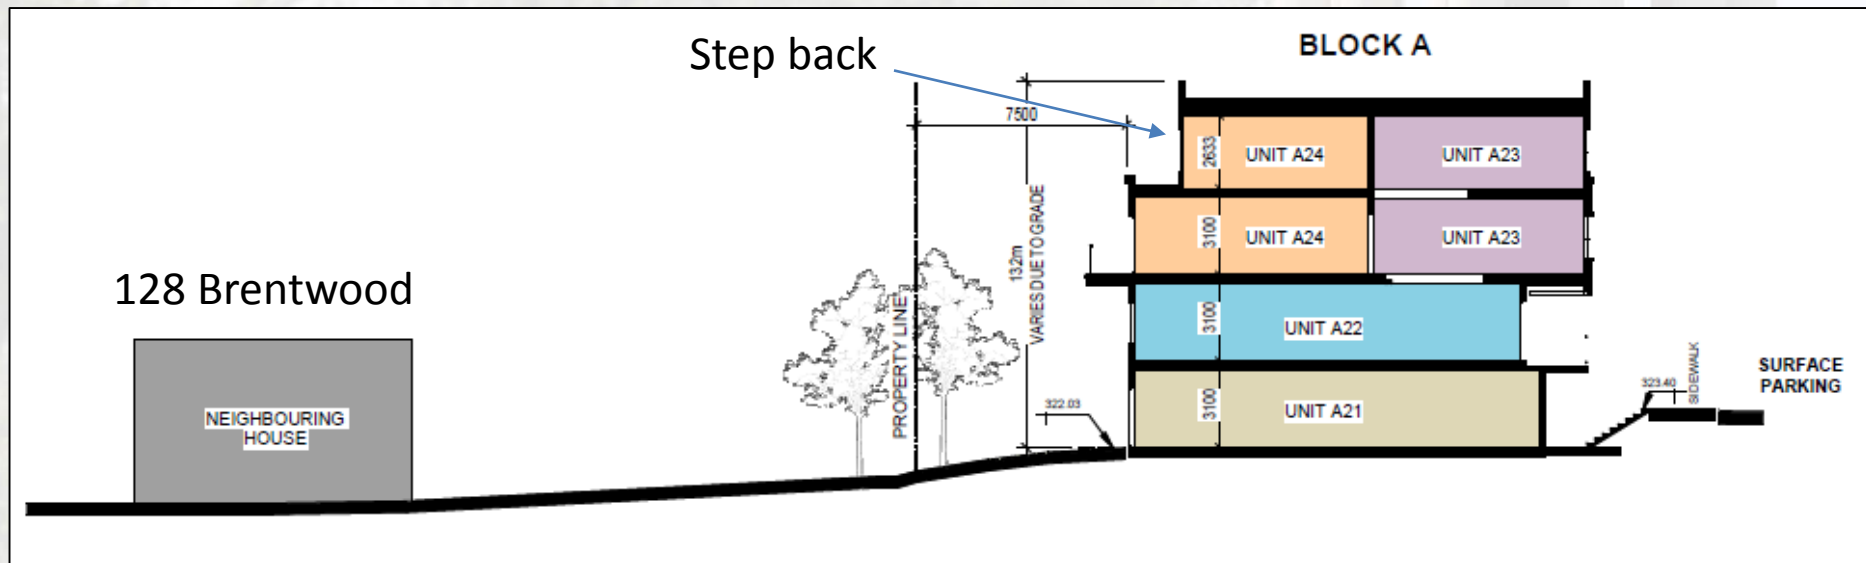 Step back
BLOCK A
7500
2633
UNIT A24
UNIT A23
132m
VARIES DUE TO GRADE
3100
UNIT A24
UNIT A23
128 Brentwood
PROPERTY LINE
3100
UNIT A22
SURFACE
PARKING
SIDEWALK
323.40
322.03
3100
UNIT A21
NEIGHBOURING
HOUSE